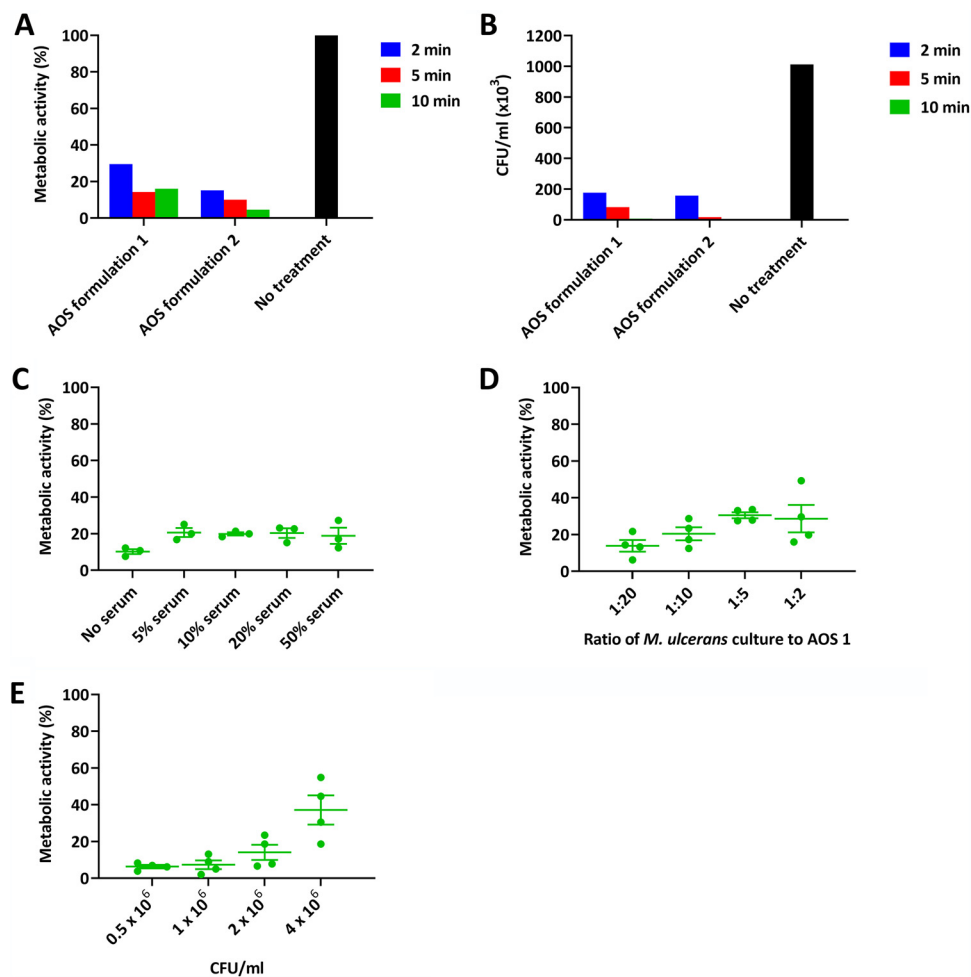 A
Metabolic activity (%)
100
80
60
40
20
0
AOS formulation 1
AOS formulation 2
No treatment
2 min
5 min
10 min
B
CFU/ml (x10³)
1200
1000
800
600
400
200
0
AOS formulation 1
AOS formulation 2
No treatment
2 min
5 min
10 min
C
Metabolic activity (%)
100
80
60
40
20
0
No serum
5% serum
10% serum
20% serum
50% serum
D
Metabolic activity (%)
100
80
60
40
20
0
1:20
1:10
1:5
1:2
Ratio of M. ulcerans culture to AOS 1
E
Metabolic activity (%)
100
80
60
40
20
0
0.5 x 10⁶
1 x 10⁶
2 x 10⁶
4 x 10⁶
CFU/ml